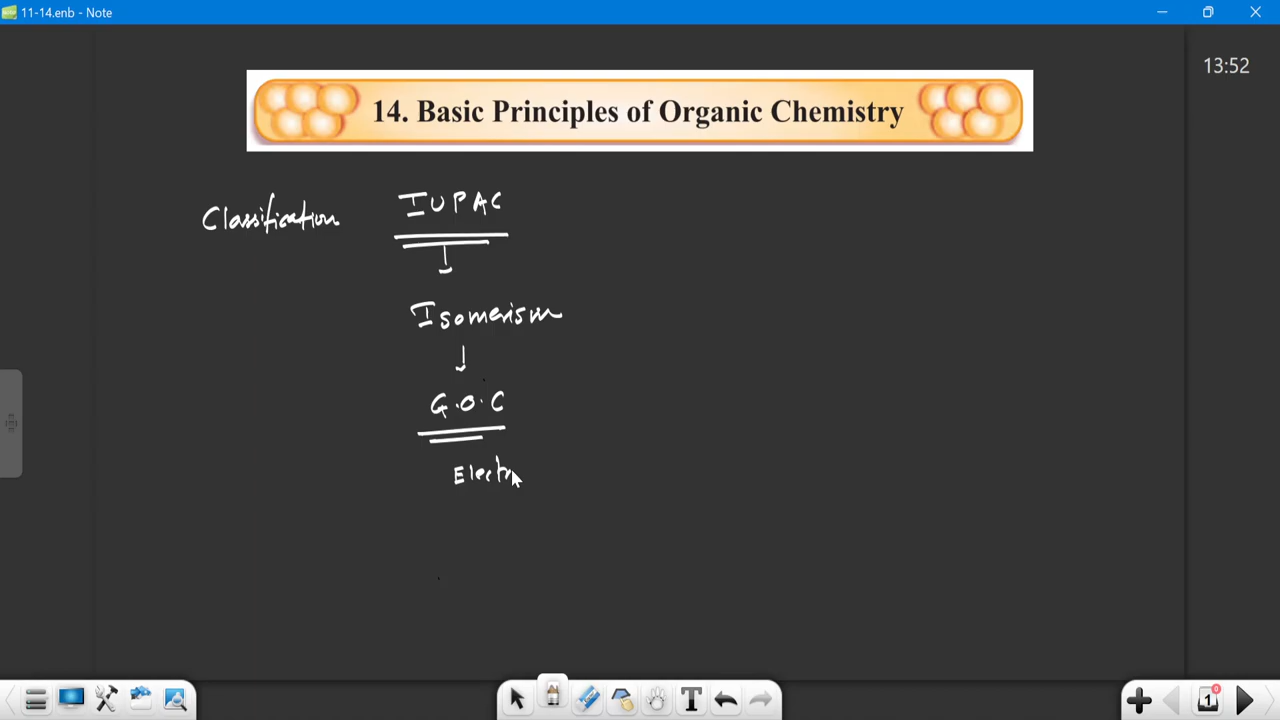 11-14.enb - Note
13:52
14. Basic Principles of Organic Chemistry
Classification IUPAC
Isomerism
G.O.C
Electr